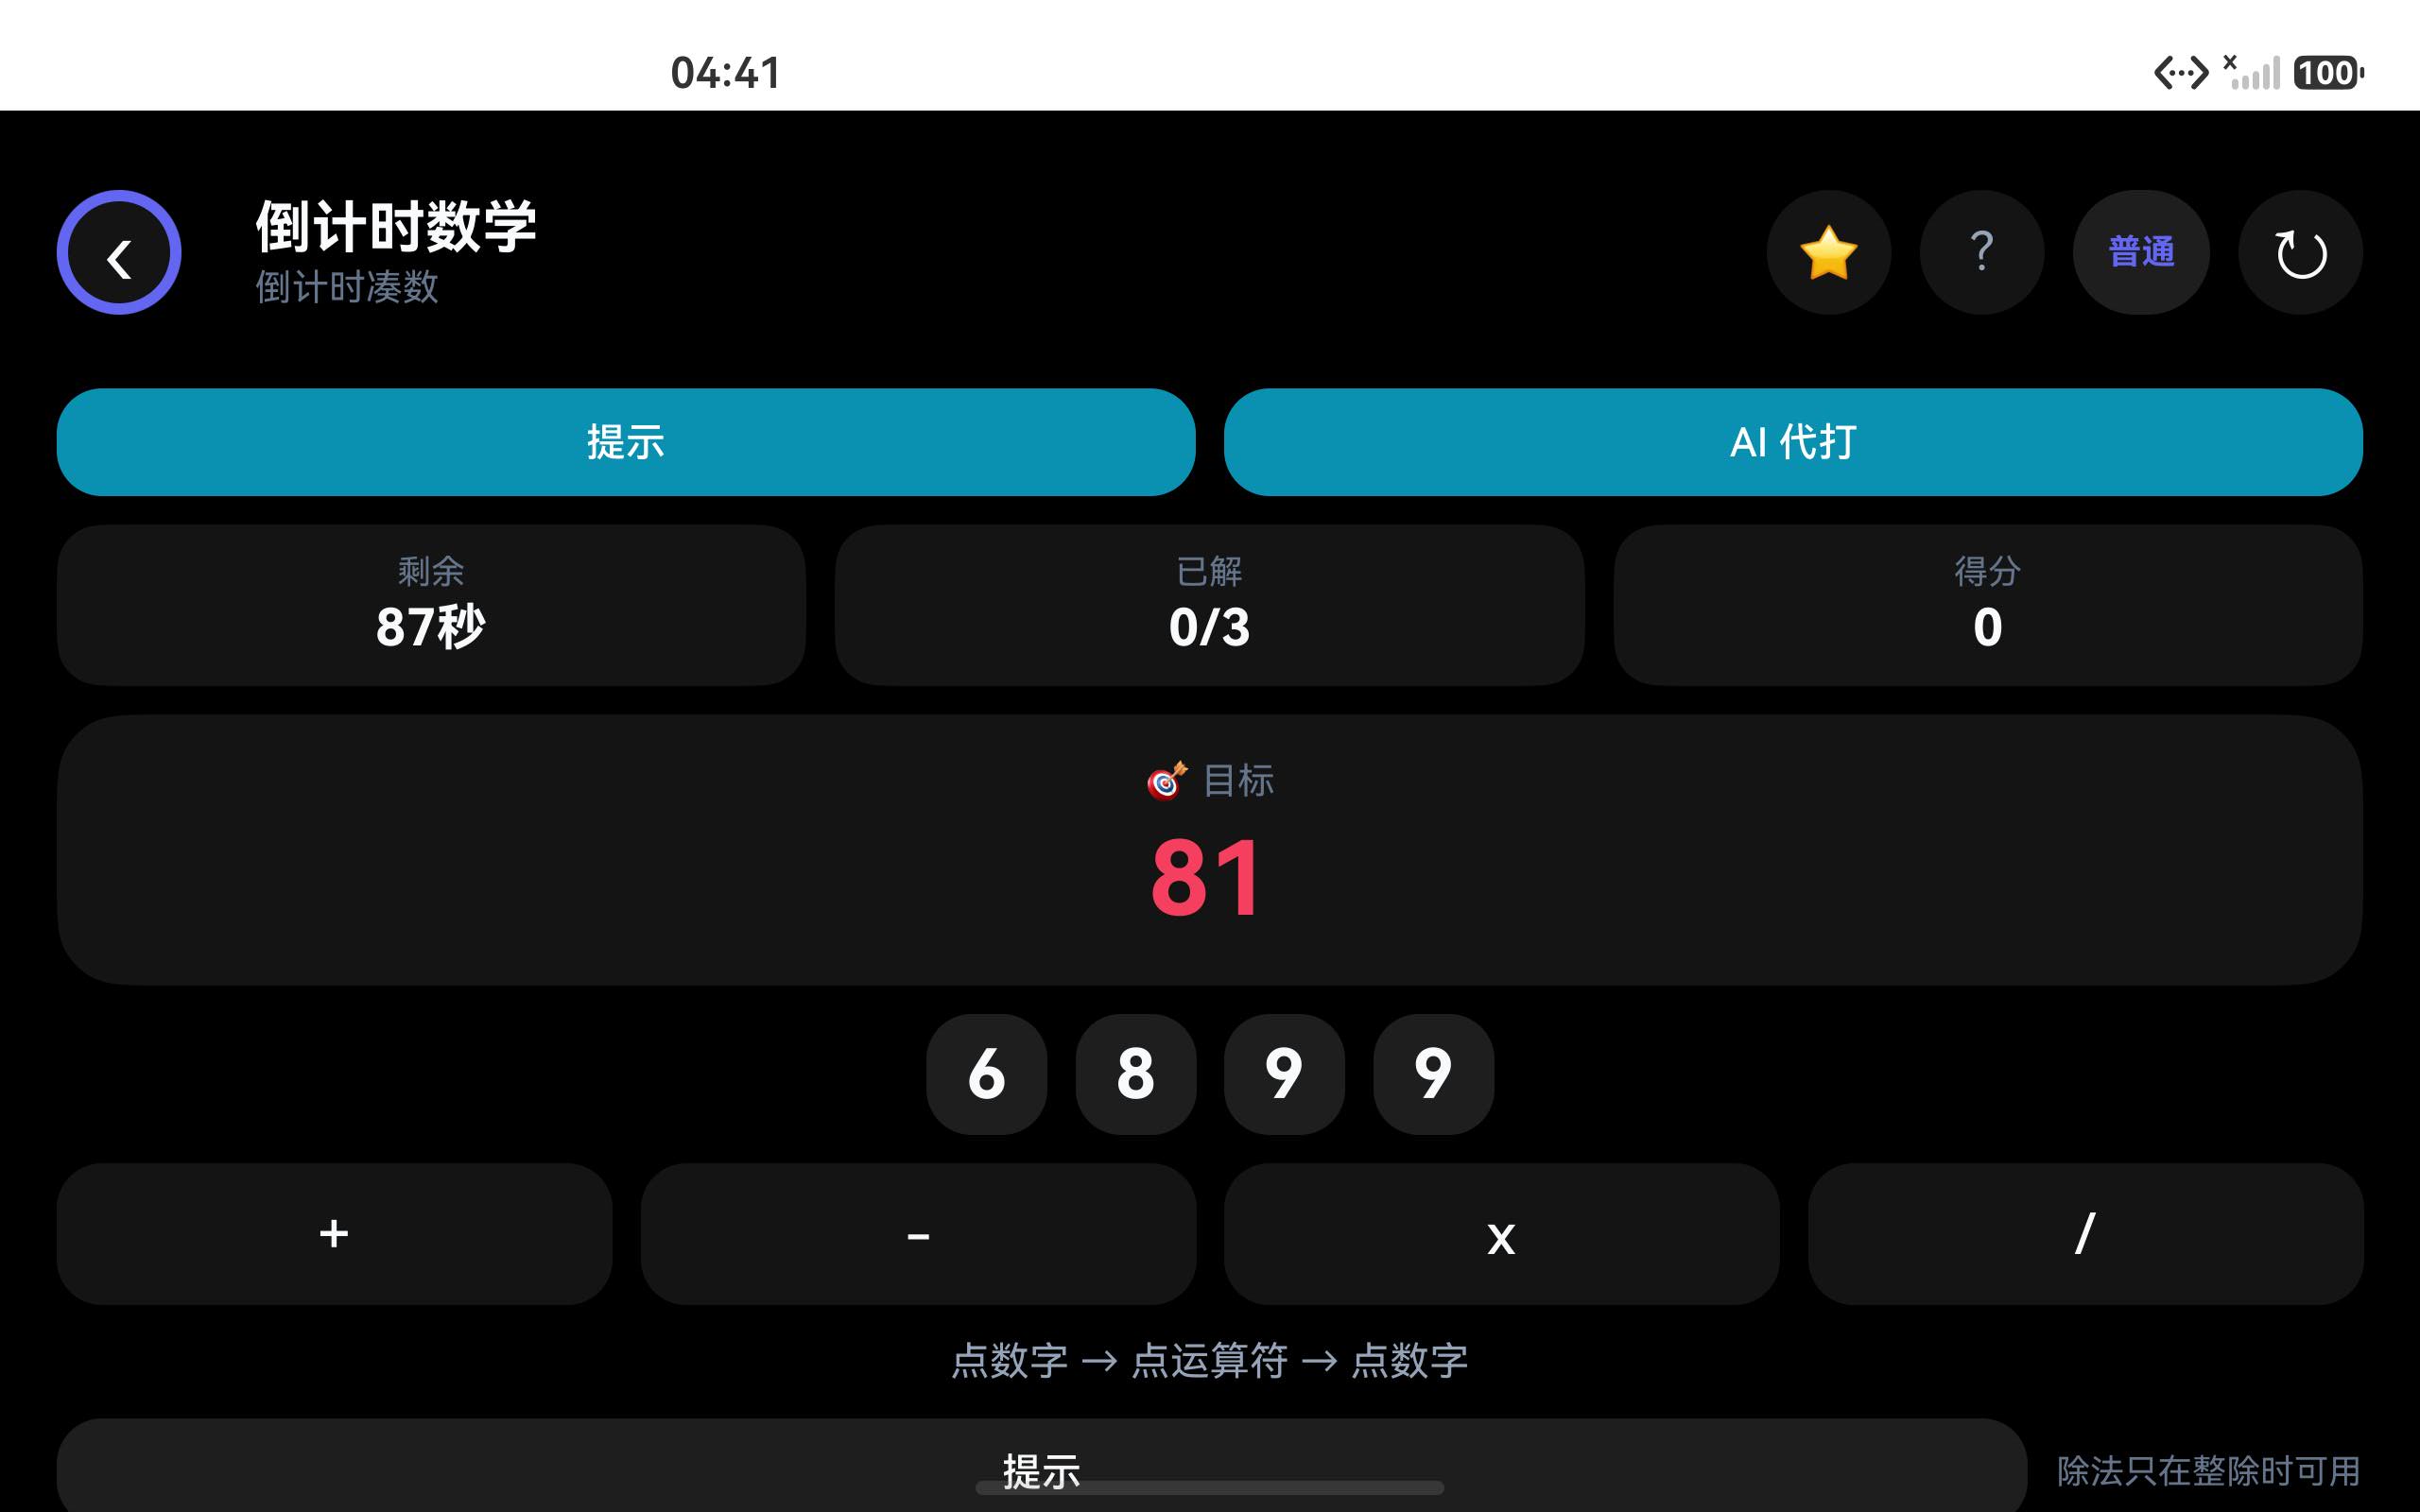 04:41
100
倒计时数学
倒计时凑数
?
普通
提示
AI 代打
剩余
87秒
已解
0/3
得分
0
目标
81
6 8 9 9
+ - x /
点数字 → 点运算符 → 点数字
提示
除法只在整除时可用